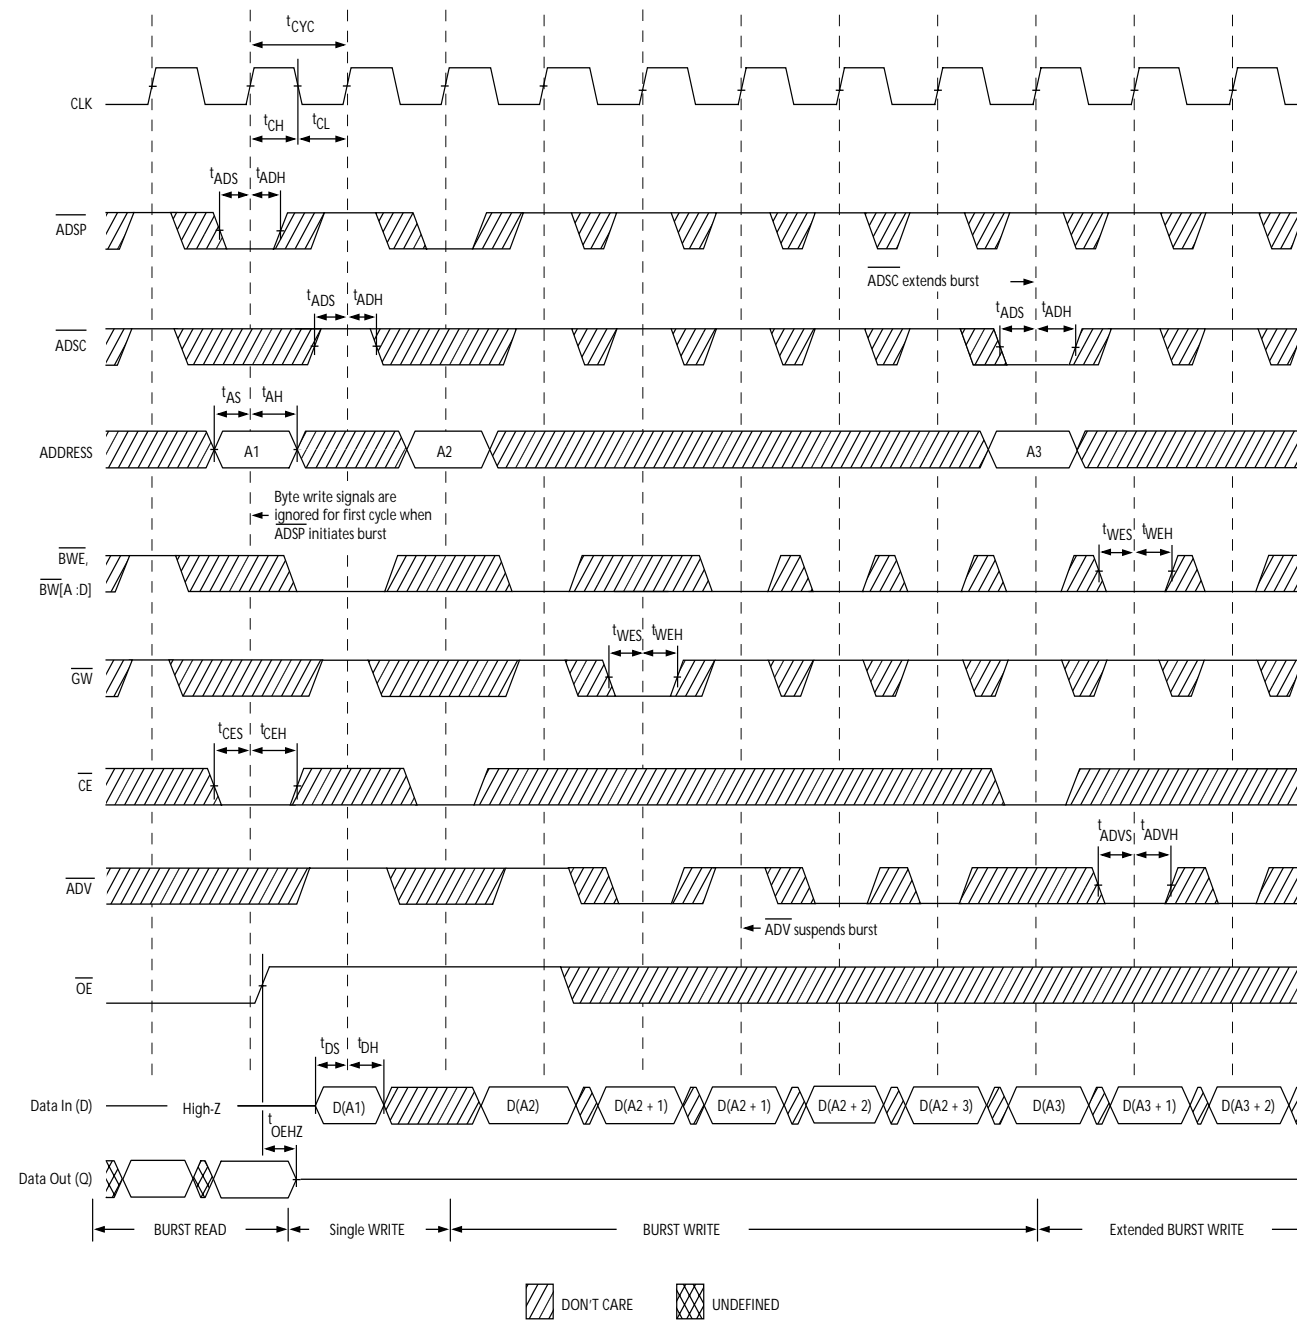 tCYC
CLK
tCH tCL
tADS tADH
ADSP
ADSC extends burst
tADS tADH
tADS tADH
ADSC
tAS tAH
ADDRESS A1 A2 A3
Byte write signals are
ignored for first cycle when
ADSP initiates burst
tWES tWEH
BWE,
BW[A :D]
tWES tWEH
GW
tCES tCEH
CE
tADVS tADVH
ADV
ADV suspends burst
OE
tDS tDH
Data In (D) High-Z D(A1) D(A2) D(A2 + 1) D(A2 + 1) D(A2 + 2) D(A2 + 3) D(A3) D(A3 + 1) D(A3 + 2)
tOEHZ
Data Out (Q)
BURST READ Single WRITE BURST WRITE Extended BURST WRITE
DON'T CARE UNDEFINED